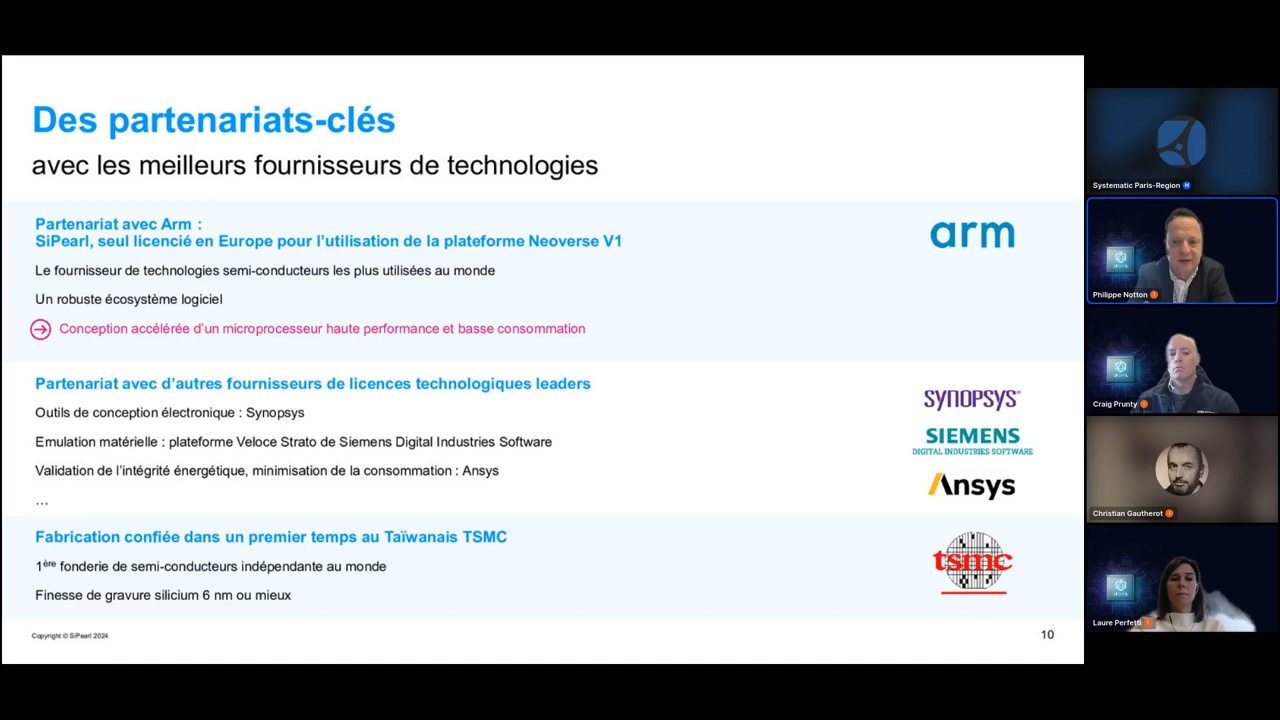 Des partenariats-clés
avec les meilleurs fournisseurs de technologies
Partenariat avec Arm :
SiPearl, seul licencié en Europe pour l'utilisation de la plateforme Neoverse V1
Le fournisseur de technologies semi-conducteurs les plus utilisées au monde
Un robuste écosystème logiciel
Conception accélérée d'un microprocesseur haute performance et basse consommation
arm
Partenariat avec d'autres fournisseurs de licences technologiques leaders
Outils de conception électronique : Synopsys
Emulation matérielle : plateforme Veloce Strato de Siemens Digital Industries Software
Validation de l'intégrité énergétique, minimisation de la consommation : Ansys
...
SYNOPSYS®
SIEMENS
DIGITAL INDUSTRIES SOFTWARE
Ansys
Fabrication confiée dans un premier temps au Taïwanais TSMC
1ère fonderie de semi-conducteurs indépendante au monde
Finesse de gravure silicium 6 nm ou mieux
tsmc
Copyright © SiPearl 2024
10
Systematic Paris-Region
Philippe Notton
Craig Prunty
Christian Gautherot
Laure Perfetti